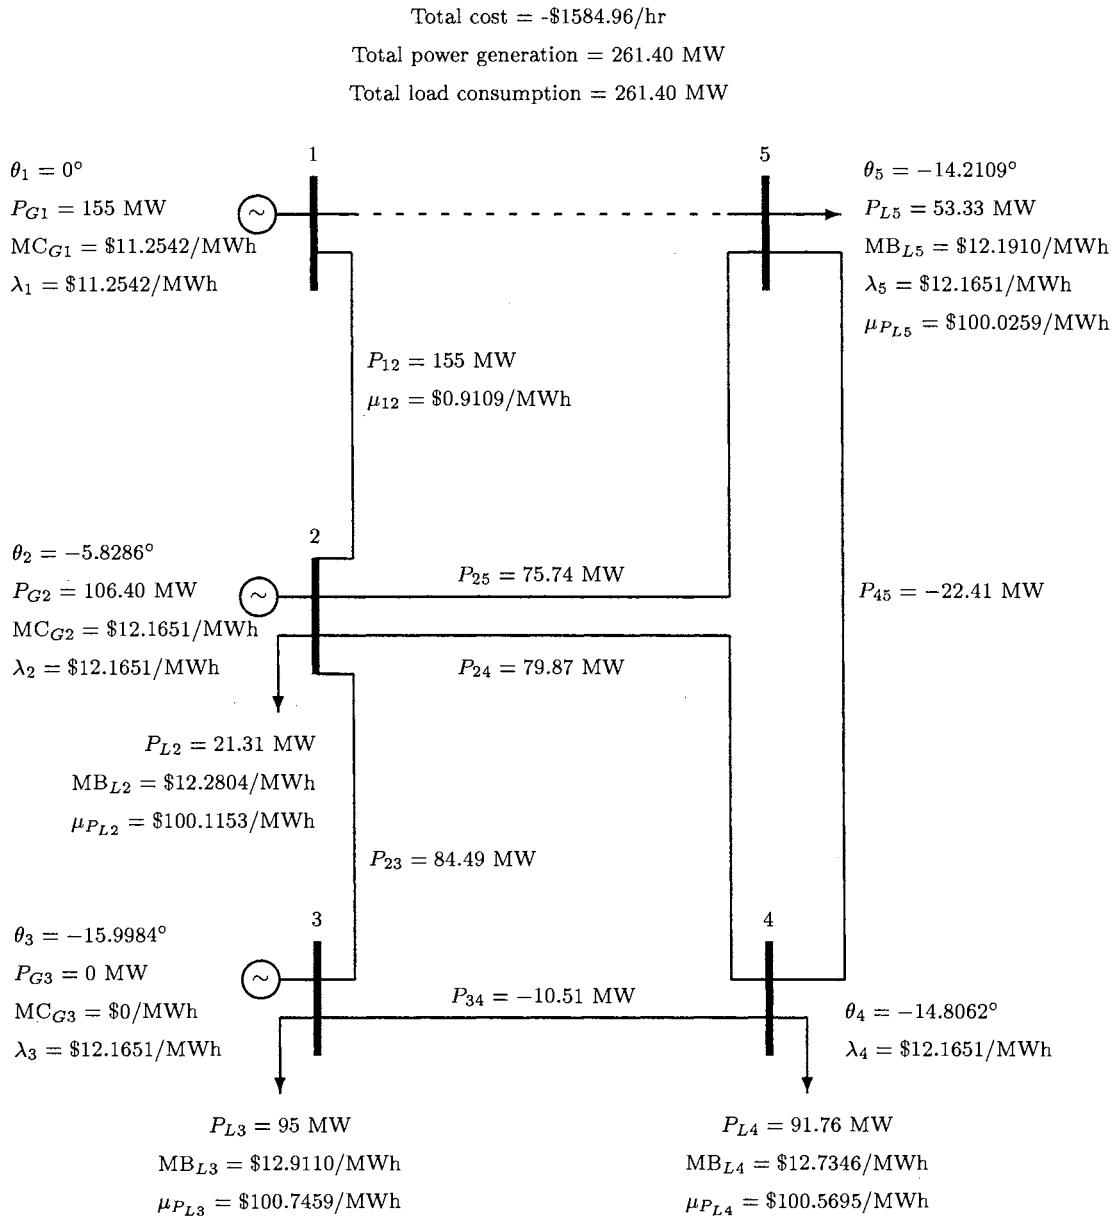 Total cost = -$1584.96/hr
Total power generation = 261.40 MW
Total load consumption = 261.40 MW
1
5
θ1 = 0°
PG1 = 155 MW
MCG1 = $11.2542/MWh
λ1 = $11.2542/MWh
~
θ5 = −14.2109°
PL5 = 53.33 MW
MBL5 = $12.1910/MWh
λ5 = $12.1651/MWh
μPL5 = $100.0259/MWh
P12 = 155 MW
μ12 = $0.9109/MWh
2
θ2 = −5.8286°
PG2 = 106.40 MW
MCG2 = $12.1651/MWh
λ2 = $12.1651/MWh
~
P25 = 75.74 MW
P45 = −22.41 MW
P24 = 79.87 MW
PL2 = 21.31 MW
MBL2 = $12.2804/MWh
μPL2 = $100.1153/MWh
P23 = 84.49 MW
3
4
θ3 = −15.9984°
PG3 = 0 MW
MCG3 = $0/MWh
λ3 = $12.1651/MWh
~
P34 = −10.51 MW
θ4 = −14.8062°
λ4 = $12.1651/MWh
PL3 = 95 MW
MBL3 = $12.9110/MWh
μPL3 = $100.7459/MWh
PL4 = 91.76 MW
MBL4 = $12.7346/MWh
μPL4 = $100.5695/MWh